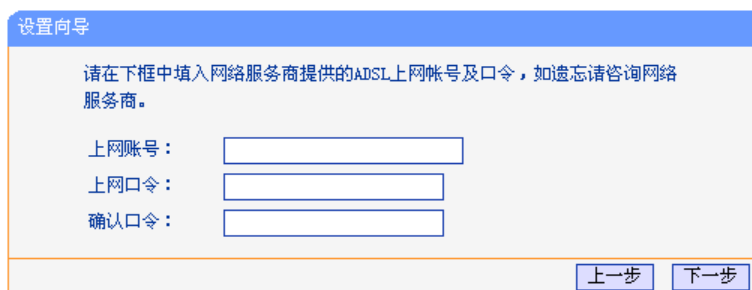 设置向导
请在下框中填入网络服务商提供的ADSL上网帐号及口令，如遗忘请咨询网络
服务商。
上网账号：
上网口令：
确认口令：
上一步 下一步